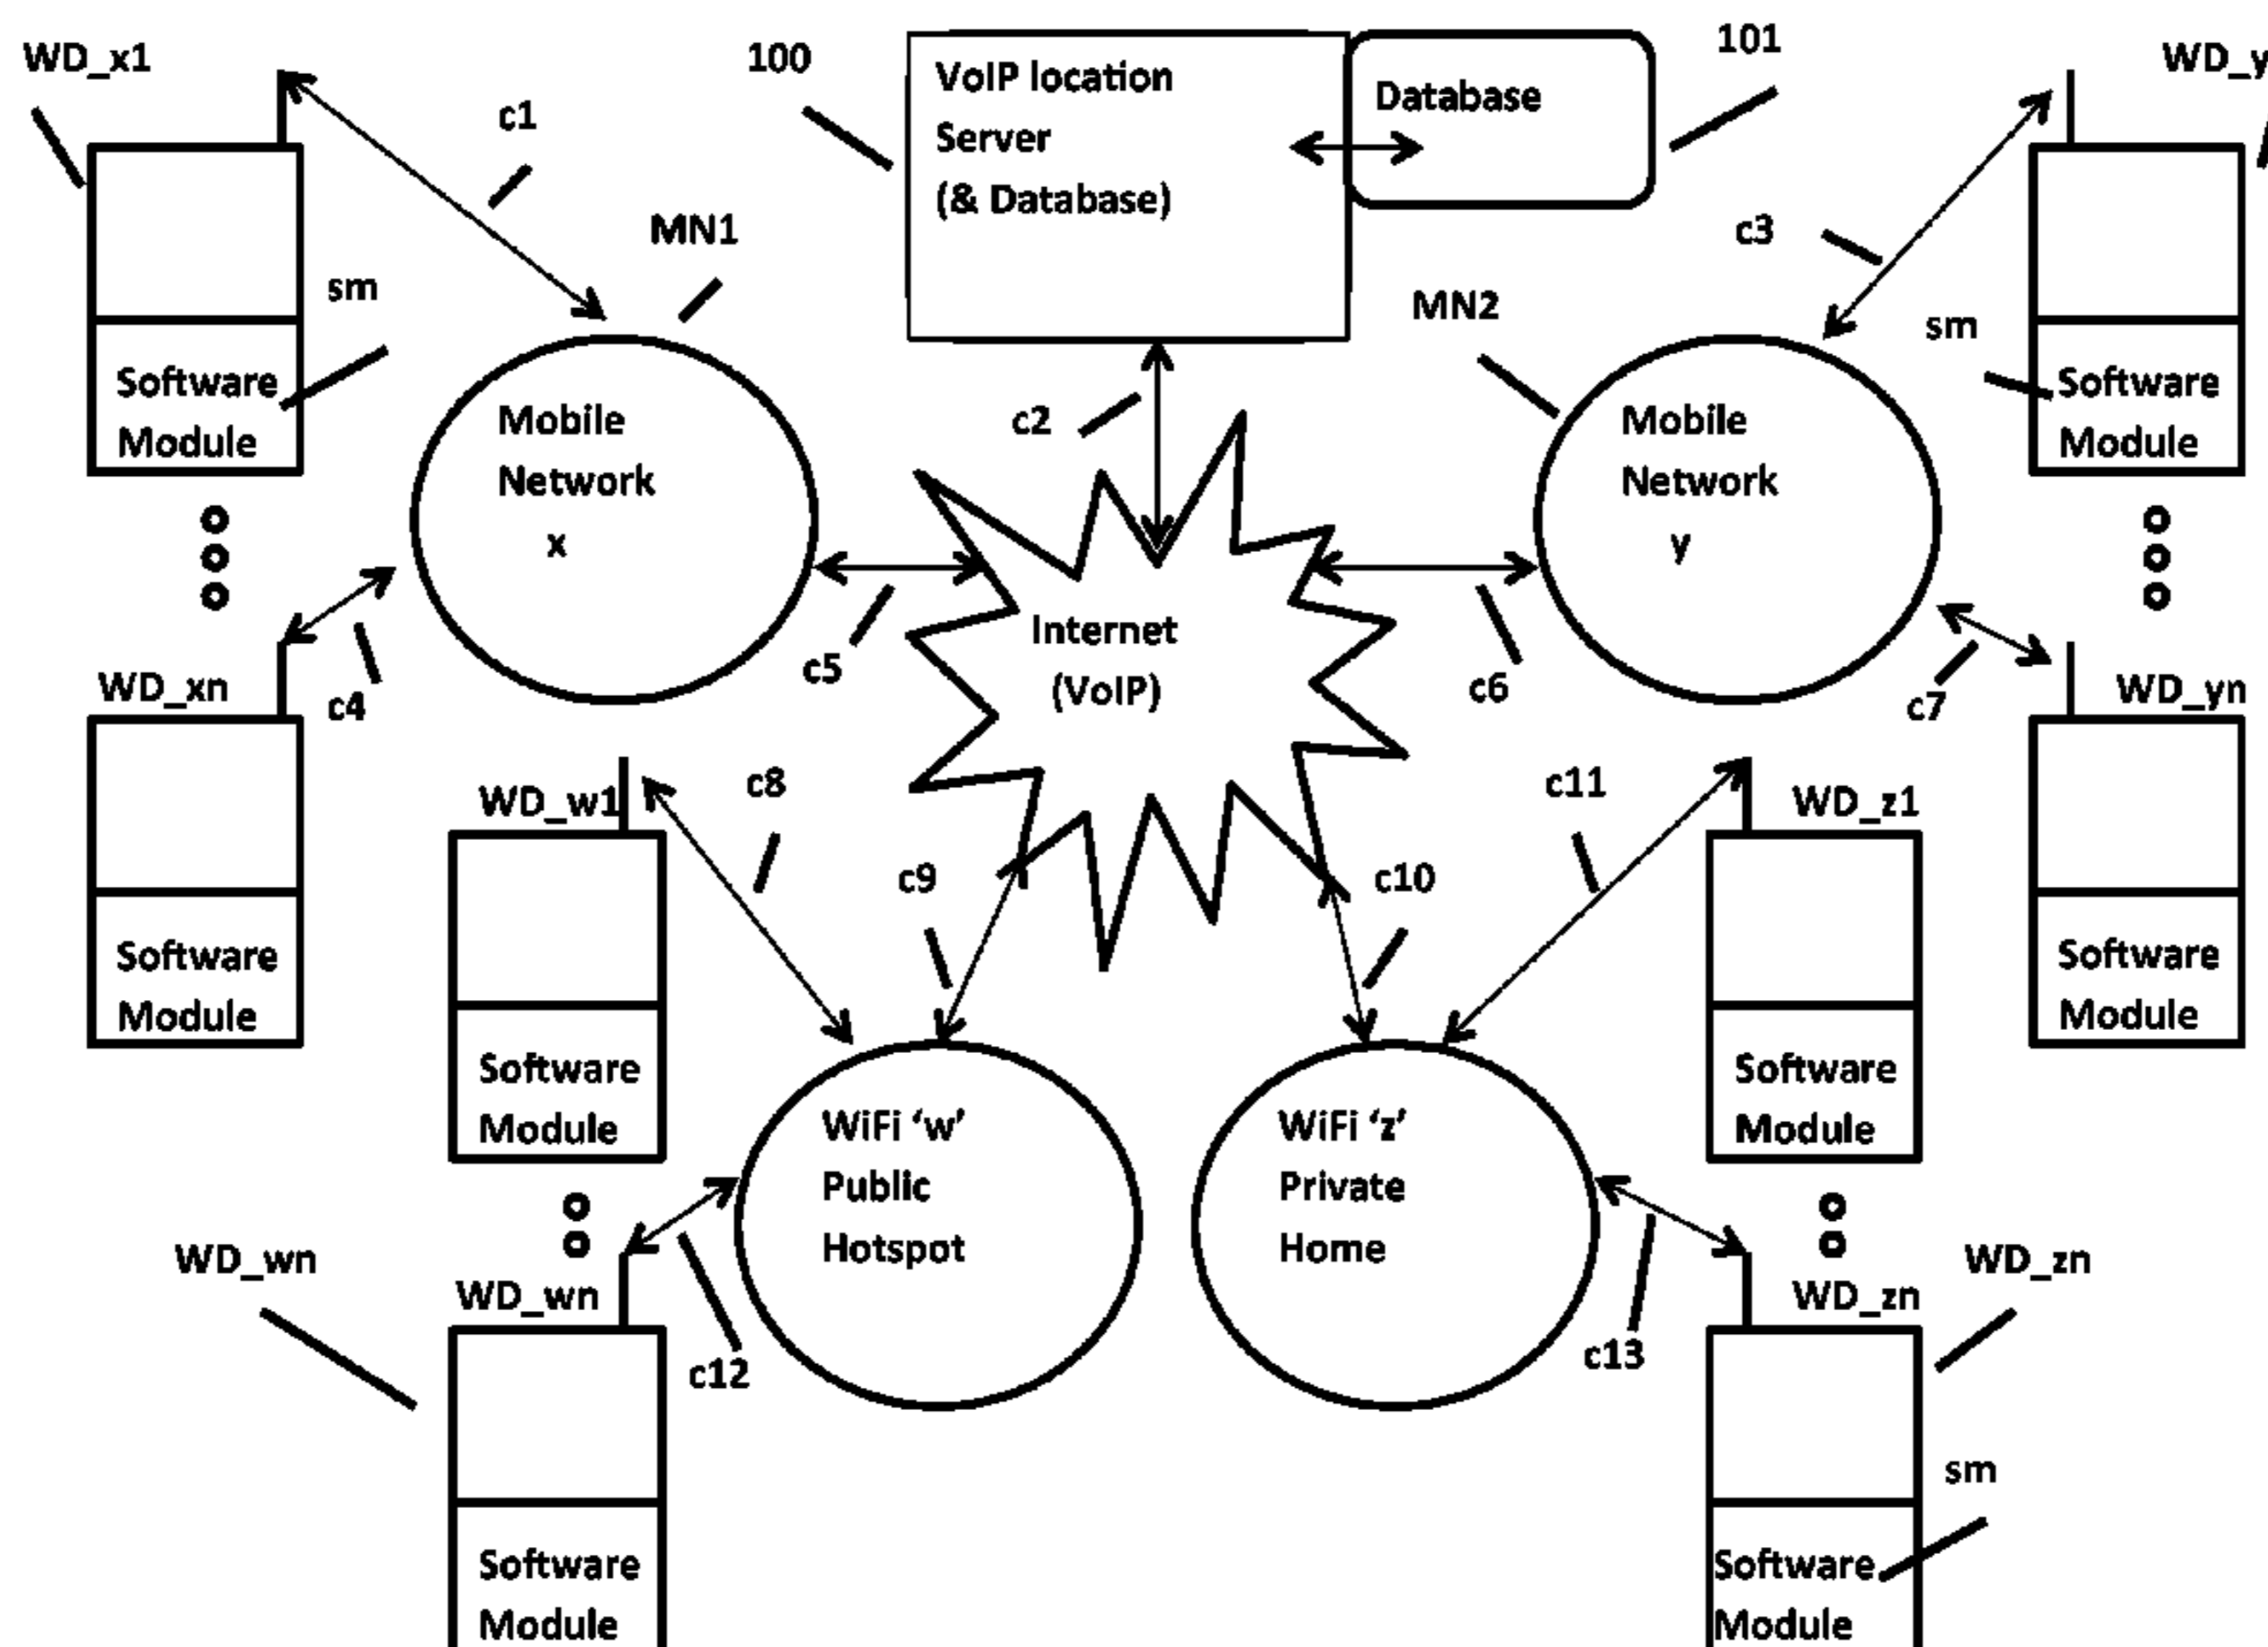 WD_x1
100
VoIP location
Server
(& Database)
Database
101
WD_y
c1
MN1
sm
Software
Module
c3
MN2
sm
Software
Module
c2
Mobile
Network
x
Mobile
Network
y
Internet
(VoIP)
c5
c6
c4
c7
WD_xn
WD_yn
Software
Module
Software
Module
WD_w1
c8
c9
c10
c11
WD_z1
Software
Module
Software
Module
WiFi ‘w’
Public
Hotspot
WiFi ‘z’
Private
Home
WD_wn
WD_wn
c12
c13
WD_zn
WD_zn
sm
Software
Module
Software
Module